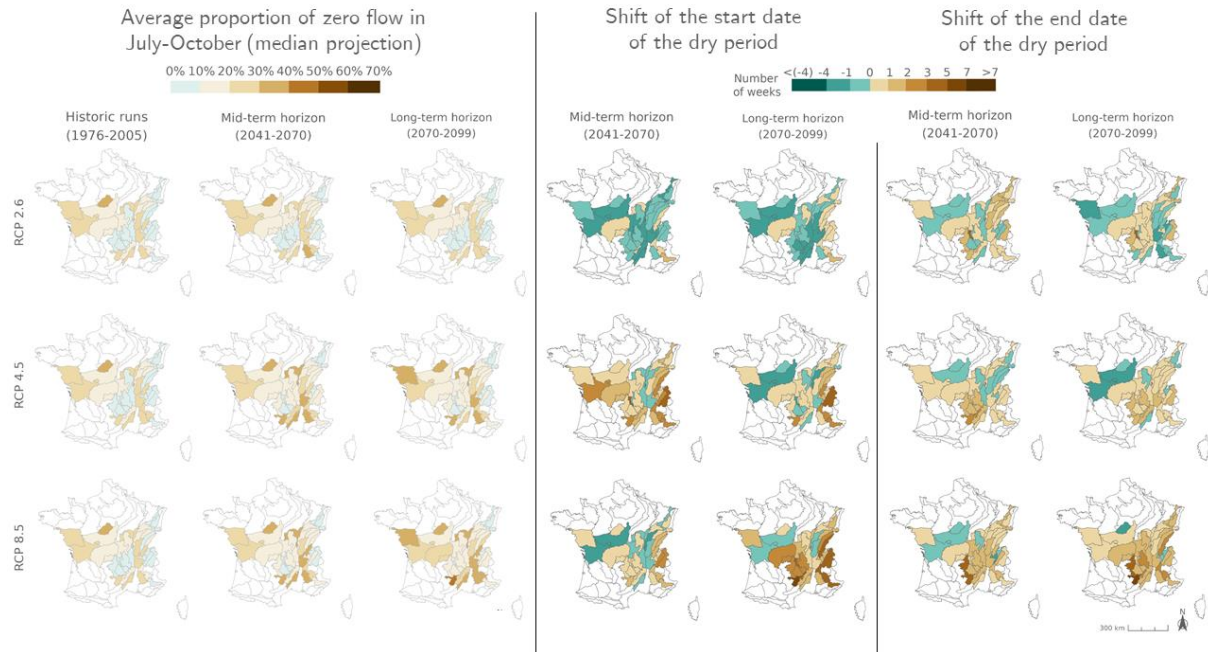 Average proportion of zero flow in
July-October (median projection)
0% 10% 20% 30% 40% 50% 60% 70%
Historic runs
(1976-2005)
Mid-term horizon
(2041-2070)
Long-term horizon
(2070-2099)
Shift of the start date
of the dry period
Shift of the end date
of the dry period
Number
of weeks
<(-4) -4 -1 0 1 2 3 5 7 >7
Mid-term horizon
(2041-2070)
Long-term horizon
(2070-2099)
Mid-term horizon
(2041-2070)
Long-term horizon
(2070-2099)
RCP 2.6
RCP 4.5
RCP 8.5
N
300 km